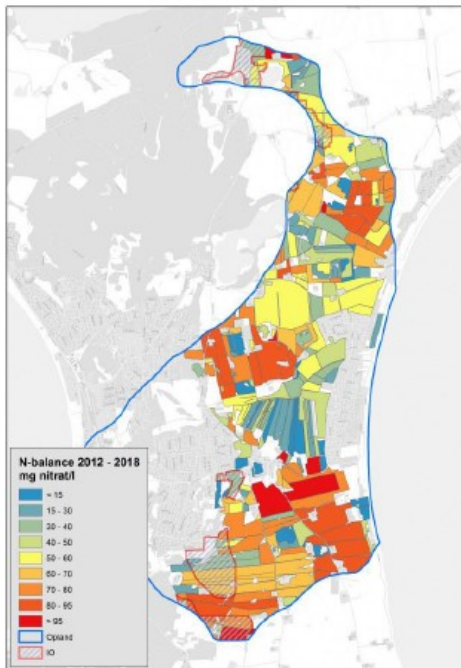 N-balance 2012 - 2018
mg nitrat/l
< 15
15 - 30
30 - 40
40 - 50
50 - 60
60 - 70
70 - 80
80 - 95
> 95
Opland
IO